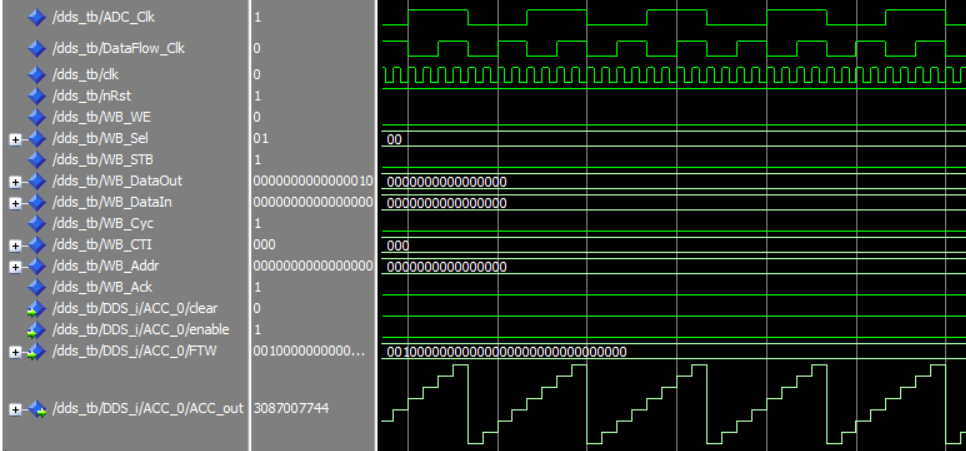 /dds_tb/ADC_Clk 1
/dds_tb/DataFlow_Clk 0
/dds_tb/clk 0
/dds_tb/nRst 1
/dds_tb/WB_WE 0
/dds_tb/WB_Sel 01 00
/dds_tb/WB_STB 1
/dds_tb/WB_DataOut 0000000000000010 0000000000000000
/dds_tb/WB_DataIn 0000000000000000 0000000000000000
/dds_tb/WB_Cyc 1
/dds_tb/WB_CTI 000 000
/dds_tb/WB_Addr 0000000000000000 0000000000000000
/dds_tb/WB_Ack 1
/dds_tb/DDS_i/ACC_0/clear 0
/dds_tb/DDS_i/ACC_0/enable 1
/dds_tb/DDS_i/ACC_0/FTW 0010000000000... 00100000000000000000000000000000
/dds_tb/DDS_i/ACC_0/ACC_out 3087007744